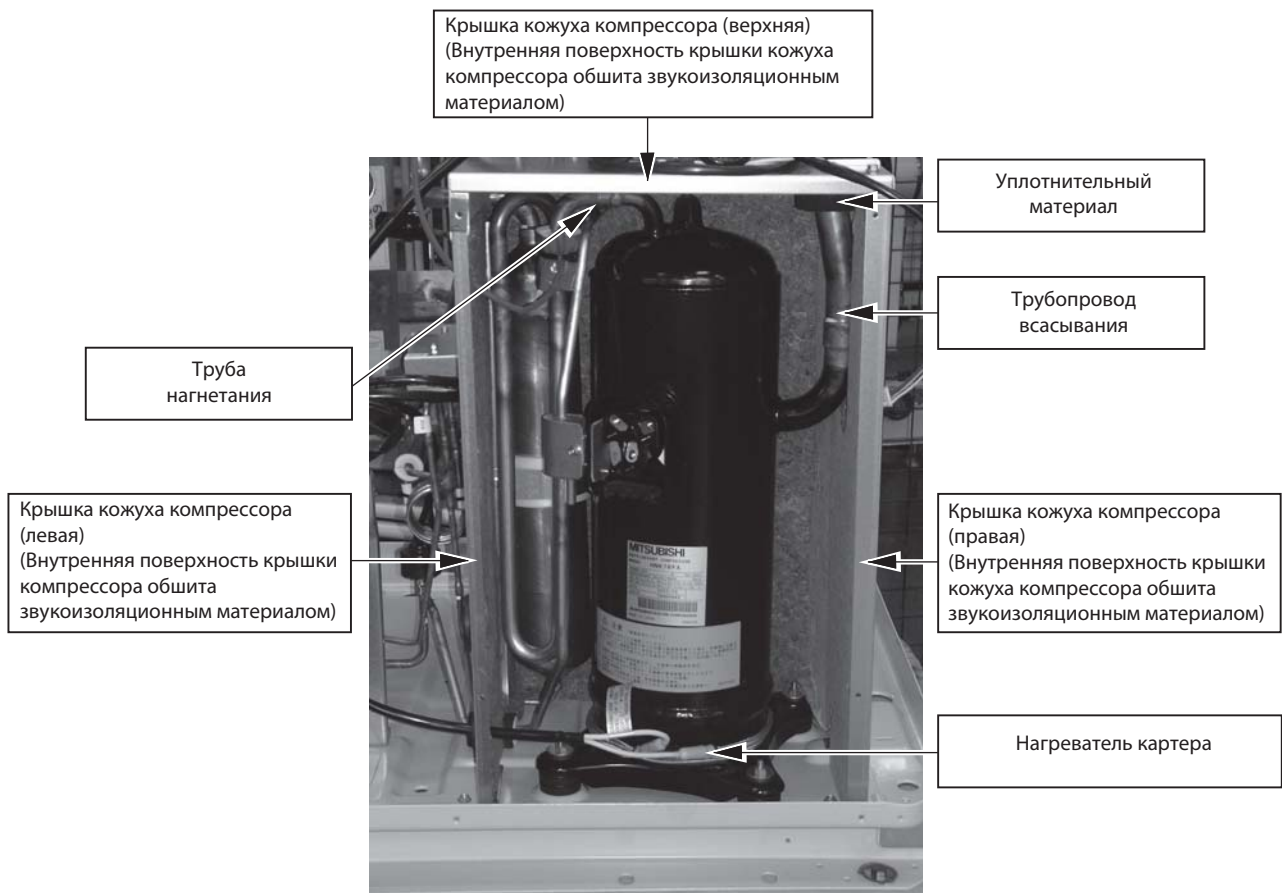 Крышка кожуха компрессора (верхняя)
(Внутренняя поверхность крышки кожуха
компрессора обшита звукоизоляционным
материалом)
Уплотнительный
материал
Трубопровод
всасывания
Труба
нагнетания
Крышка кожуха компрессора
(левая)
(Внутренняя поверхность крышки
компрессора обшита
звукоизоляционным материалом)
Крышка кожуха компрессора
(правая)
(Внутренняя поверхность крышки
кожуха компрессора обшита
звукоизоляционным материалом)
MITSUBISHI
Нагреватель картера